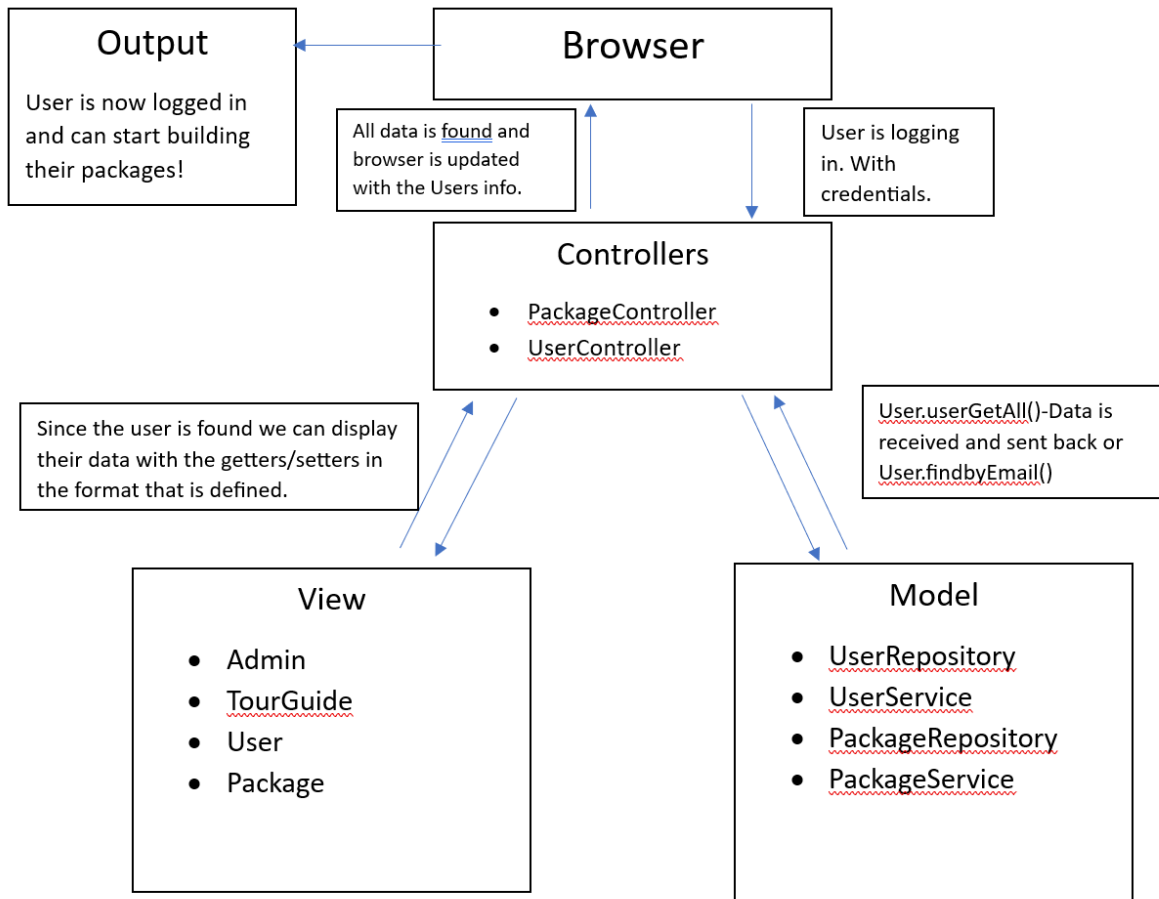 Output
User is now logged in
and can start building
their packages!
Browser
All data is found and
browser is updated
with the Users info.
User is logging
in. With
credentials.
Controllers
• PackageController
• UserController
Since the user is found we can display
their data with the getters/setters in
the format that is defined.
User.userGetAll()-Data is
received and sent back or
User.findbyEmail()
View
• Admin
• TourGuide
• User
• Package
Model
• UserRepository
• UserService
• PackageRepository
• PackageService